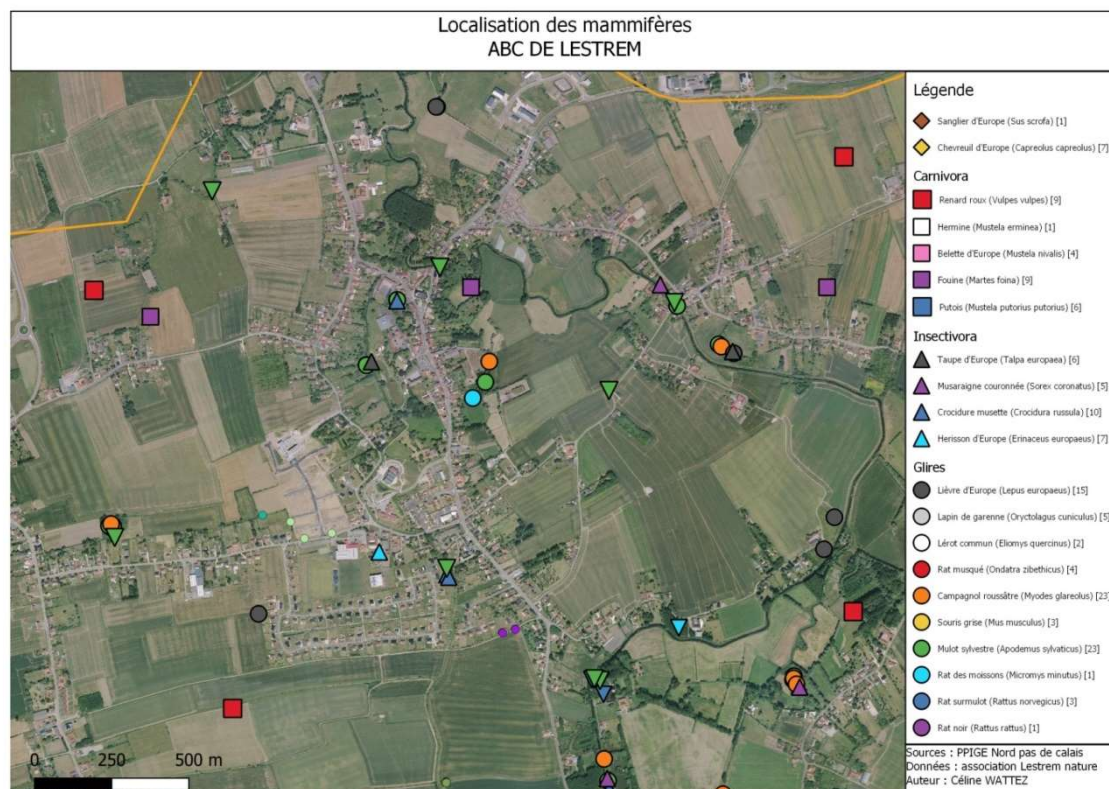 Localisation des mammifères
ABC DE LESTREM
Légende
Sanglier d'Europe (Sus scrofa) [1]
Chevreuil d'Europe (Capreolus capreolus) [7]
Carnivora
Renard roux (Vulpes vulpes) [9]
Hermine (Mustela erminea) [1]
Belette d'Europe (Mustela nivalis) [4]
Fouine (Martes foina) [9]
Putois (Mustela putorius putorius) [6]
Insectivora
Taupe d'Europe (Talpa europaea) [6]
Musaraigne couronnée (Sorex coronatus) [5]
Crocidure musette (Crocidura russula) [10]
Herisson d'Europe (Erinaceus europaeus) [7]
Glires
Lièvre d'Europe (Lepus europaeus) [15]
Lapin de garenne (Oryctolagus cuniculus) [5]
Lérot commun (Eliomys quercinus) [2]
Rat musqué (Ondatra zibethicus) [4]
Campagnol roussâtre (Myodes glareolus) [23]
Souris grise (Mus musculus) [3]
Mulot sylvestre (Apodemus sylvaticus) [23]
Rat des moissons (Micromys minutus) [1]
Rat surmulot (Rattus norvegicus) [3]
Rat noir (Rattus rattus) [1]
0 250 500 m
Sources : PPIGE Nord pas de calais
Données : association Lestrem nature
Auteur : Céline WATTEZ